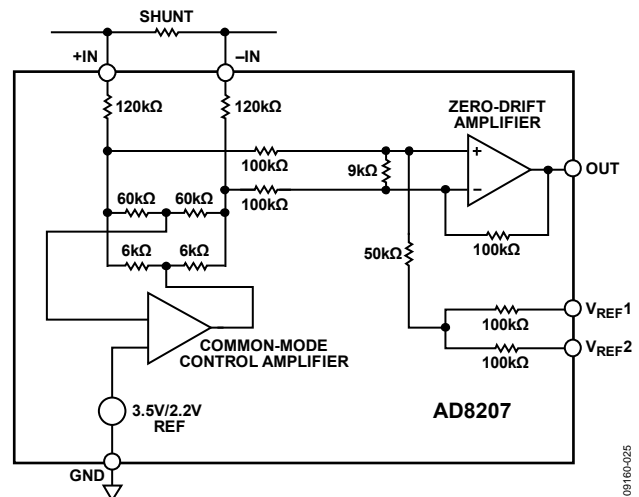 SHUNT
+IN
–IN
120kΩ
120kΩ
ZERO-DRIFT
AMPLIFIER
100kΩ
9kΩ
+
–
OUT
100kΩ
60kΩ
60kΩ
100kΩ
50kΩ
6kΩ
6kΩ
VREF1
100kΩ
COMMON-MODE
CONTROL AMPLIFIER
VREF2
100kΩ
3.5V/2.2V
REF
AD8207
GND
09160-025